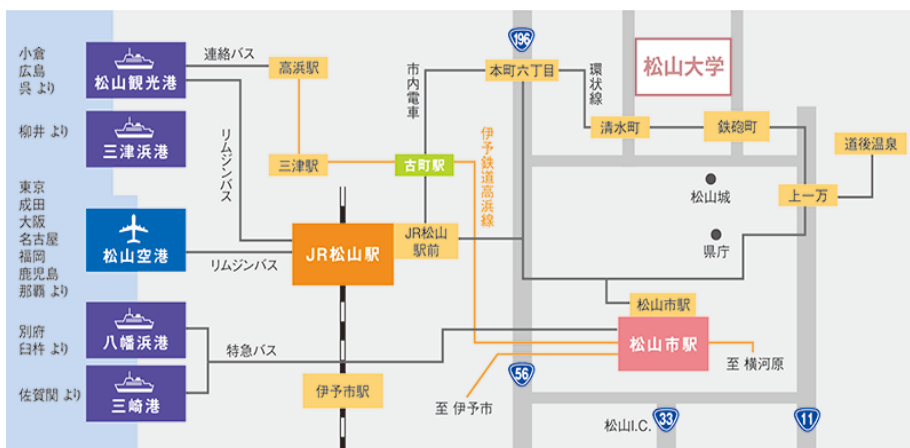 小倉
広島
呉 より
松山観光港
連絡バス
高浜駅
柳井 より
三津浜港
リムジンバス
三津駅
東京
成田
大阪
名古屋
福岡
鹿児島
那覇 より
松山空港
リムジンバス
JR松山駅
JR松山
駅前
古町駅
市内電車
伊予鉄道高浜線
196
本町六丁目
環状線
松山大学
清水町
鉄砲町
道後温泉
上一万
松山城
県庁
松山市駅
松山市駅
至 横河原
別府
臼杵 より
八幡浜港
特急バス
佐賀関 より
三崎港
伊予市駅
至 伊予市
56
松山I.C.
33
11